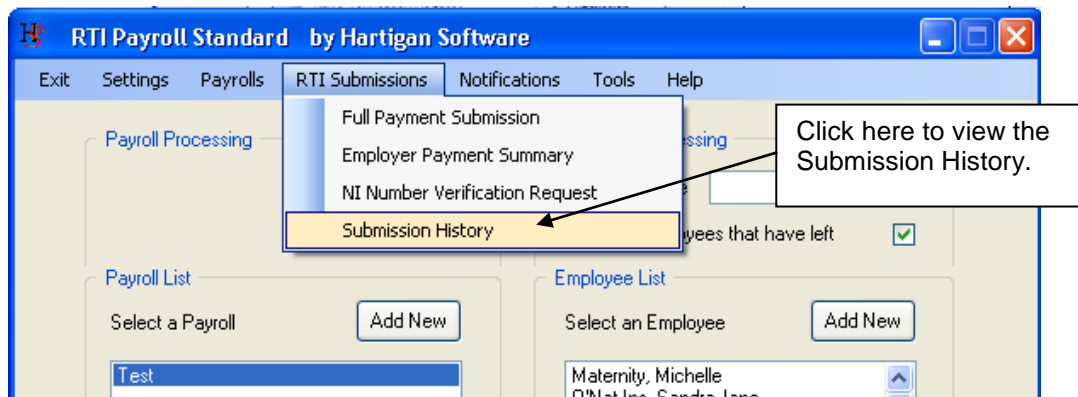 RTI Payroll Standard by Hartigan Software
Exit Settings Payrolls RTI Submissions Notifications Tools Help
Full Payment Submission
Employer Payment Summary
NI Number Verification Request
Submission History
Click here to view the
Submission History.
Payroll Processing
ssing
yees that have left
Payroll List
Select a Payroll
Add New
Test
Employee List
Select an Employee
Add New
Maternity, Michelle